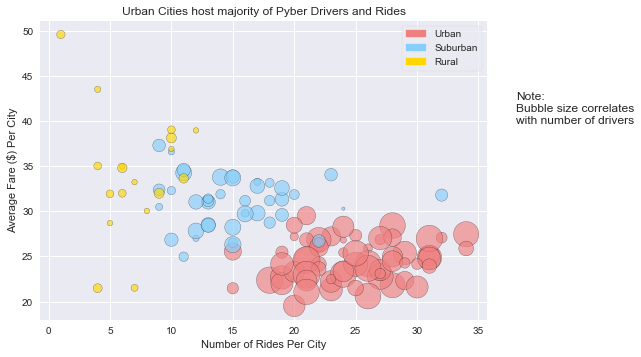 Urban Cities host majority of Pyber Drivers and Rides
Urban
Suburban
Rural
Note:
Bubble size correlates
with number of drivers
Average Fare ($) Per City
50
45
40
35
30
25
20
0 5 10 15 20 25 30 35
Number of Rides Per City